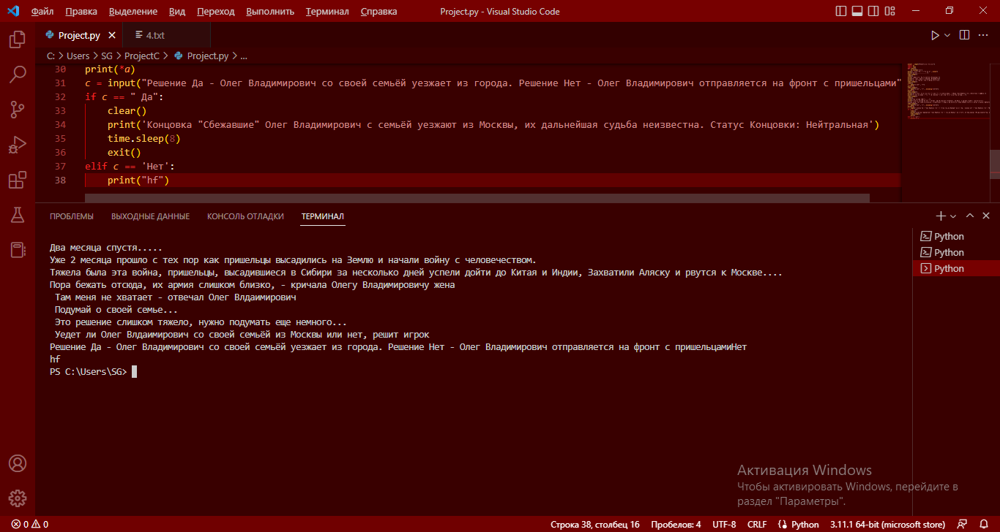 Файл Правка Выделение Вид Переход Выполнить Терминал Справка Project.py - Visual Studio Code
Project.py 4.txt
C: > Users > SG > ProjectC > Project.py > ...
30 print(*a)
31 c = input("Решение Да - Олег Владимирович со своей семьёй уезжает из города. Решение Нет - Олег Владимирович отправляется на фронт с пришельцами"
32 if c == " Да":
33 clear()
34 print('Концовка "Сбежавшие" Олег Владимирович с семьёй уезжают из Москвы, их дальнейшая судьба неизвестна. Статус Концовки: Нейтральная')
35 time.sleep(8)
36 exit()
37 elif c == 'Нет':
38 print("hf")
ПРОБЛЕМЫ ВЫХОДНЫЕ ДАННЫЕ КОНСОЛЬ ОТЛАДКИ ТЕРМИНАЛ
Python
Python
Python
Два месяца спустя.....
Уже 2 месяца прошло с тех пор как пришельцы высадились на Землю и начали войну с человечеством.
Тяжела была эта война, пришельцы, высадившиеся в Сибири за несколько дней успели дойти до Китая и Индии, Захватили Аляску и рвутся к Москве....
Пора бежать отсюда, их армия слишком близко, - кричала Олегу Владимировичу жена
Там меня не хватает - отвечал Олег Влдаимирович
Подумай о своей семье...
Это решение слишком тяжело, нужно подумать еще немного...
Уедет ли Олег Влдаимирович со своей семьёй из Москвы или нет, решит игрок
Решение Да - Олег Владимирович со своей семьёй уезжает из города. Решение Нет - Олег Владимирович отправляется на фронт с пришельцамиНет
hf
PS C:\Users\SG>
Активация Windows
Чтобы активировать Windows, перейдите в
раздел "Параметры".
0 0 Строка 38, столбец 16 Пробелов: 4 UTF-8 CRLF Python 3.11.1 64-bit (microsoft store)